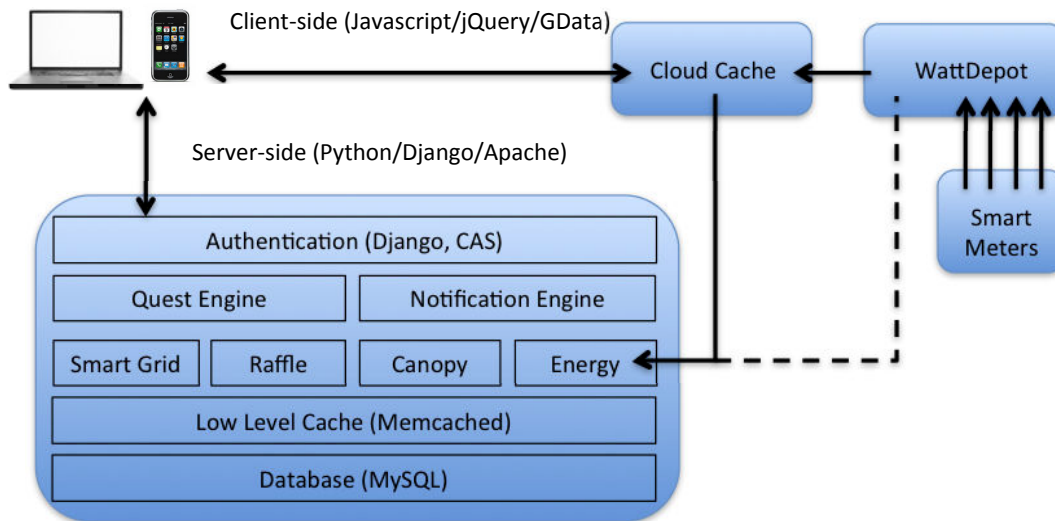 Client-side (Javascript/jQuery/GData)
Cloud Cache
WattDepot
Server-side (Python/Django/Apache)
Smart
Meters
Authentication (Django, CAS)
Quest Engine
Notification Engine
Smart Grid
Raffle
Canopy
Energy
Low Level Cache (Memcached)
Database (MySQL)